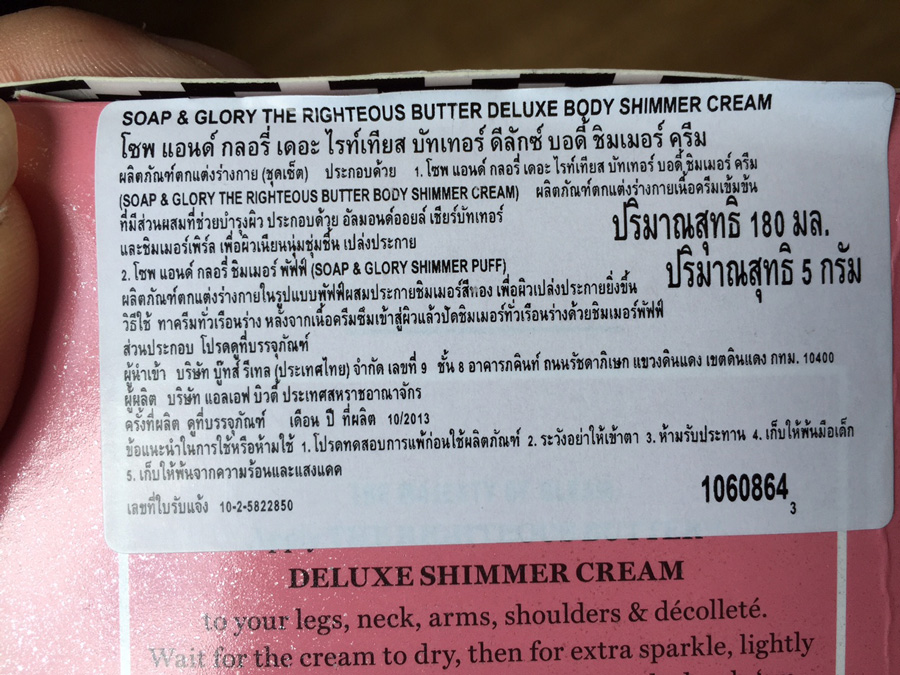 SOAP & GLORY THE RIGHTEOUS BUTTER DELUXE BODY SHIMMER CREAM
โซพ แอนด์ กลอรี่ เดอะ ไรท์เทียส บัทเทอร์ ดีลักซ์ บอดี้ ชิมเมอร์ ครีม
ผลิตภัณฑ์ตกแต่งร่างกาย (ชุดเซ็ต) ประกอบด้วย 1. โซพ แอนด์ กลอรี่ เดอะ ไรท์เทียส บัทเทอร์ บอดี้ ชิมเมอร์ ครีม
(SOAP & GLORY THE RIGHTEOUS BUTTER BODY SHIMMER CREAM) ผลิตภัณฑ์ตกแต่งร่างกายเนื้อครีมเข้มข้น
ที่มีส่วนผสมที่ช่วยบำรุงผิว ประกอบด้วย อัลมอนด์ออยล์ เชียร์บัทเทอร์
ปริมาณสุทธิ 180 มล.
และชิมเมอร์เพิร์ล เพื่อผิวเนียนนุ่มชุ่มชื้น เปล่งประกาย
2. โซพ แอนด์ กลอรี่ ชิมเมอร์ พัฟฟ์ (SOAP & GLORY SHIMMER PUFF)
ปริมาณสุทธิ 5 กรัม
ผลิตภัณฑ์ตกแต่งร่างกายในรูปแบบพัฟฟ์ผสมประกายชิมเมอร์สีทอง เพื่อผิวเปล่งประกายยิ่งขึ้น
วิธีใช้ ทาครีมทั่วเรือนร่าง หลังจากเนื้อครีมซึมเข้าสู่ผิวแล้วปัดชิมเมอร์ทั่วเรือนร่างด้วยชิมเมอร์พัฟฟ์
ส่วนประกอบ โปรดดูที่บรรจุภัณฑ์
ผู้นำเข้า บริษัท บู๊ทส์ รีเทล (ประเทศไทย) จำกัด เลขที่ 9 ชั้น 8 อาคารภคินท์ ถนนรัชดาภิเษก แขวงดินแดง เขตดินแดง กทม. 10400
ผู้ผลิต บริษัท แอลเอฟ บิวตี้ ประเทศสหราชอาณาจักร
ครั้งที่ผลิต ดูที่บรรจุภัณฑ์ เดือน ปี ที่ผลิต 10/2013
ข้อแนะนำในการใช้หรือห้ามใช้ 1. โปรดทดสอบการแพ้ก่อนใช้ผลิตภัณฑ์ 2. ระวังอย่าให้เข้าตา 3. ห้ามรับประทาน 4. เก็บให้พ้นมือเด็ก
5. เก็บให้พ้นจากความร้อนและแสงแดด
เลขที่ใบรับแจ้ง 10-2-5822850
1060864 3
DELUXE SHIMMER CREAM
to your legs, neck, arms, shoulders & décolleté.
Wait for the cream to dry, then for extra sparkle, lightly